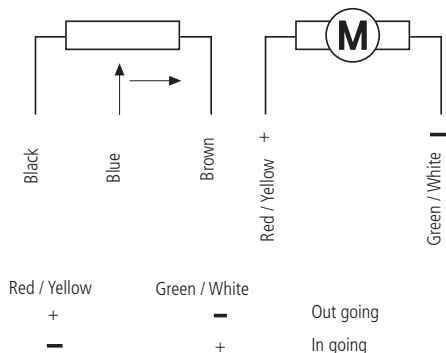 M
Black
Blue
Brown
Red / Yellow +
Green / White −
Red / Yellow Green / White
+ − Out going
− + In going